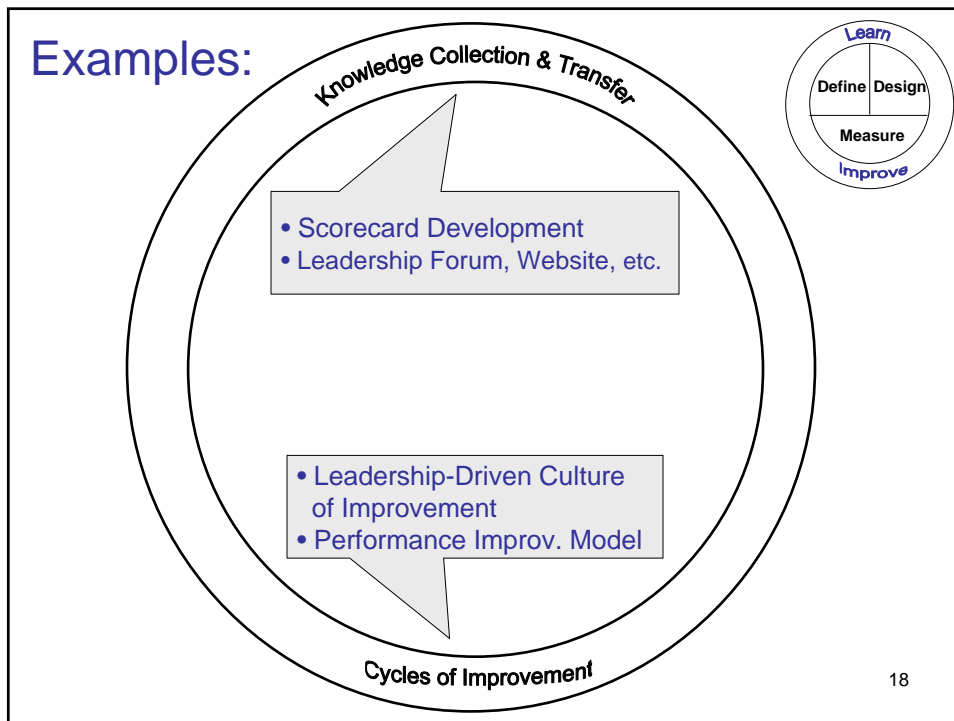 Examples:
Knowledge Collection & Transfer
Learn
Define Design
Measure
Improve
• Scorecard Development
• Leadership Forum, Website, etc.
• Leadership-Driven Culture
of Improvement
• Performance Improv. Model
Cycles of Improvement
18